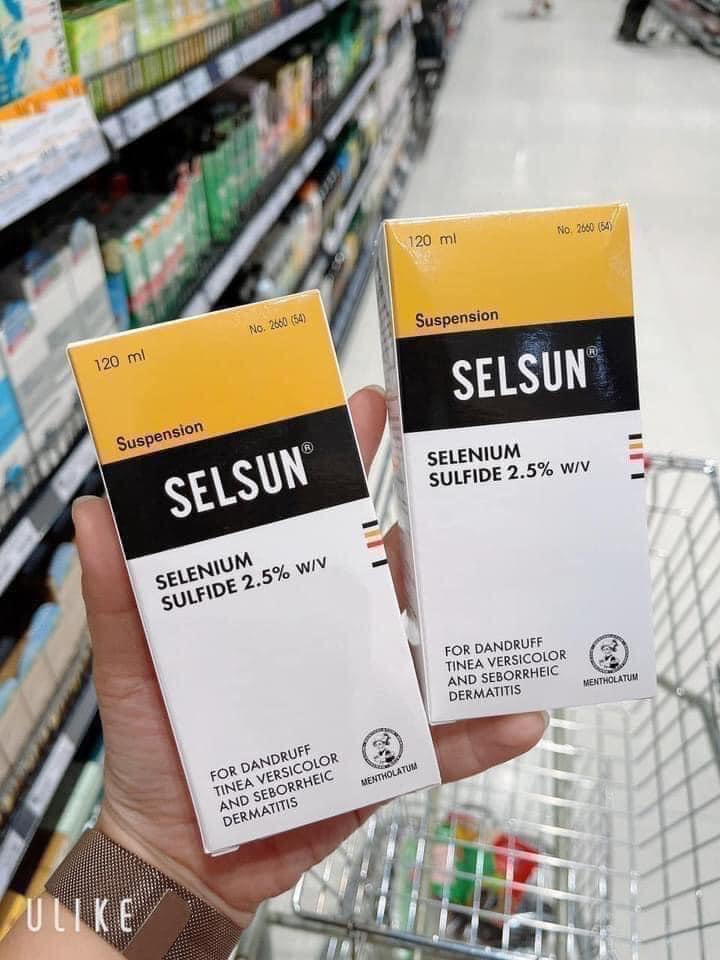 120 ml
No. 2660 (54)
Suspension
SELSUN®
SELENIUM
SULFIDE 2.5% W/V
FOR DANDRUFF
TINEA VERSICOLOR
AND SEBORRHEIC
DERMATITIS
MENTHOLATUM
120 ml
No. 2660 (54)
Suspension
SELSUN®
SELENIUM
SULFIDE 2.5% W/V
FOR DANDRUFF
TINEA VERSICOLOR
AND SEBORRHEIC
DERMATITIS
MENTHOLATUM
ULIKE